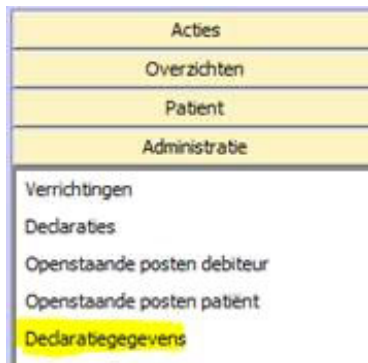 Acties
Overzichten
Patient
Administratie
Verrichtingen
Declaraties
Openstaande posten debiteur
Openstaande posten patiënt
Declaratiegegevens